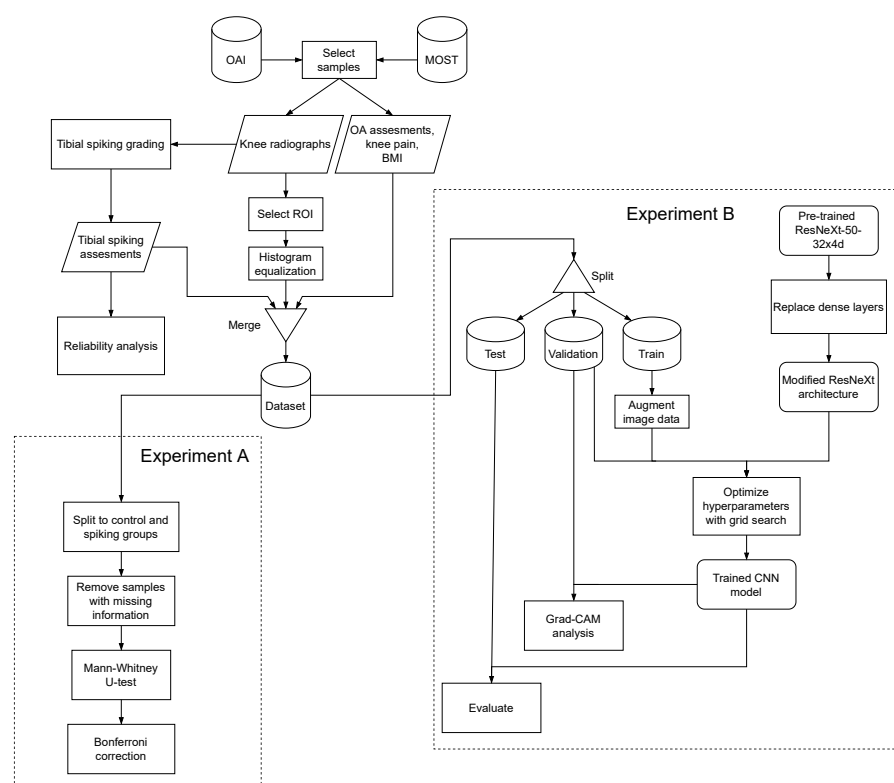 OAI
Select
samples
MOST
Tibial spiking grading
Knee radiographs
OA assesments,
knee pain,
BMI
Select ROI
Tibial spiking
assesments
Histogram
equalization
Merge
Reliability analysis
Dataset
Experiment A
Split to control and
spiking groups
Remove samples
with missing
information
Mann-Whitney
U-test
Bonferroni
correction
Experiment B
Pre-trained
ResNeXt-50-
32x4d
Split
Replace dense layers
Test
Validation
Train
Modified ResNeXt
architecture
Augment
image data
Optimize
hyperparameters
with grid search
Trained CNN
model
Grad-CAM
analysis
Evaluate